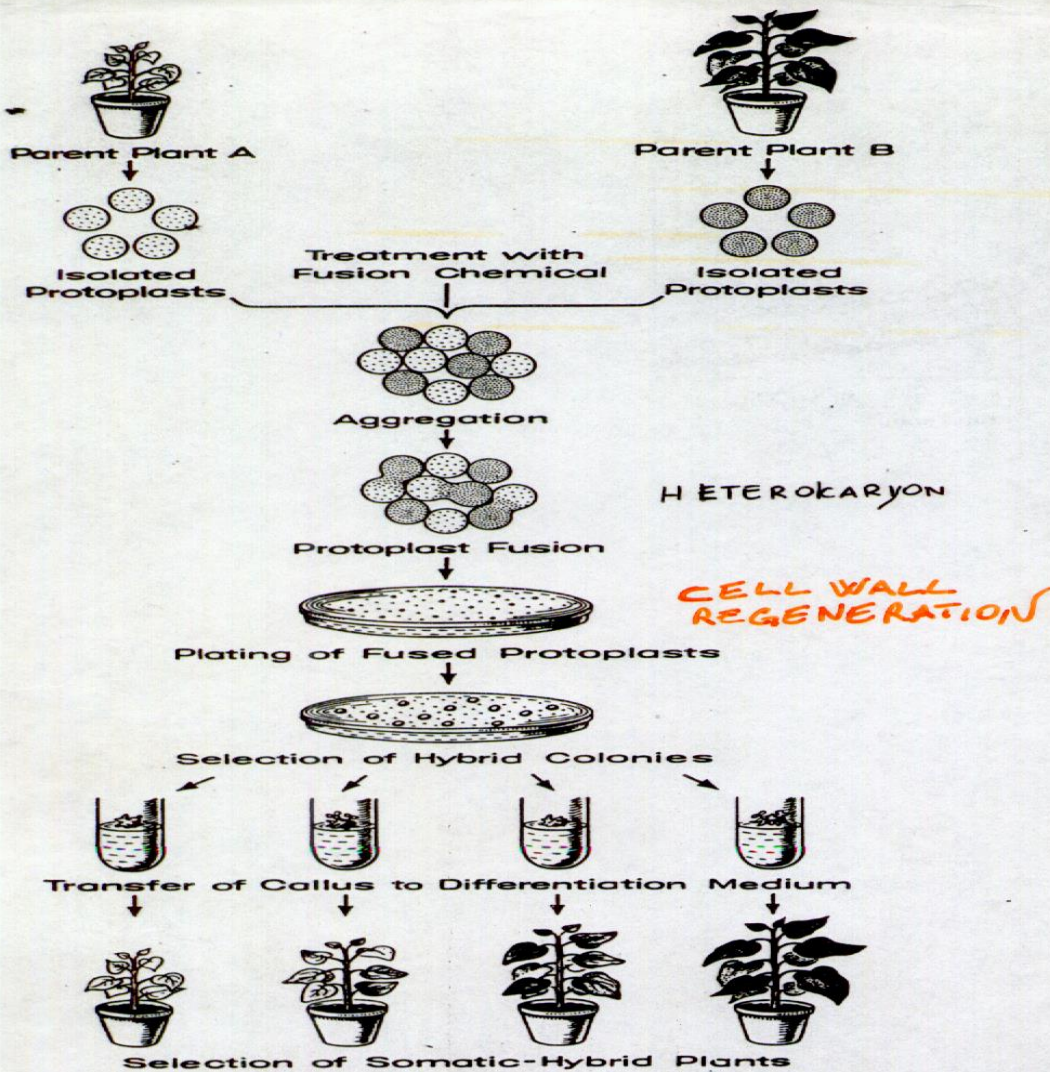 Parent Plant A
Parent Plant B
Isolated
Protoplasts
Treatment with
Fusion Chemical
Isolated
Protoplasts
Aggregation
HETEROKARYON
Protoplast Fusion
CELL WALL
REGENERATION
Plating of Fused Protoplasts
Selection of Hybrid Colonies
Transfer of Callus to Differentiation Medium
Selection of Somatic-Hybrid Plants